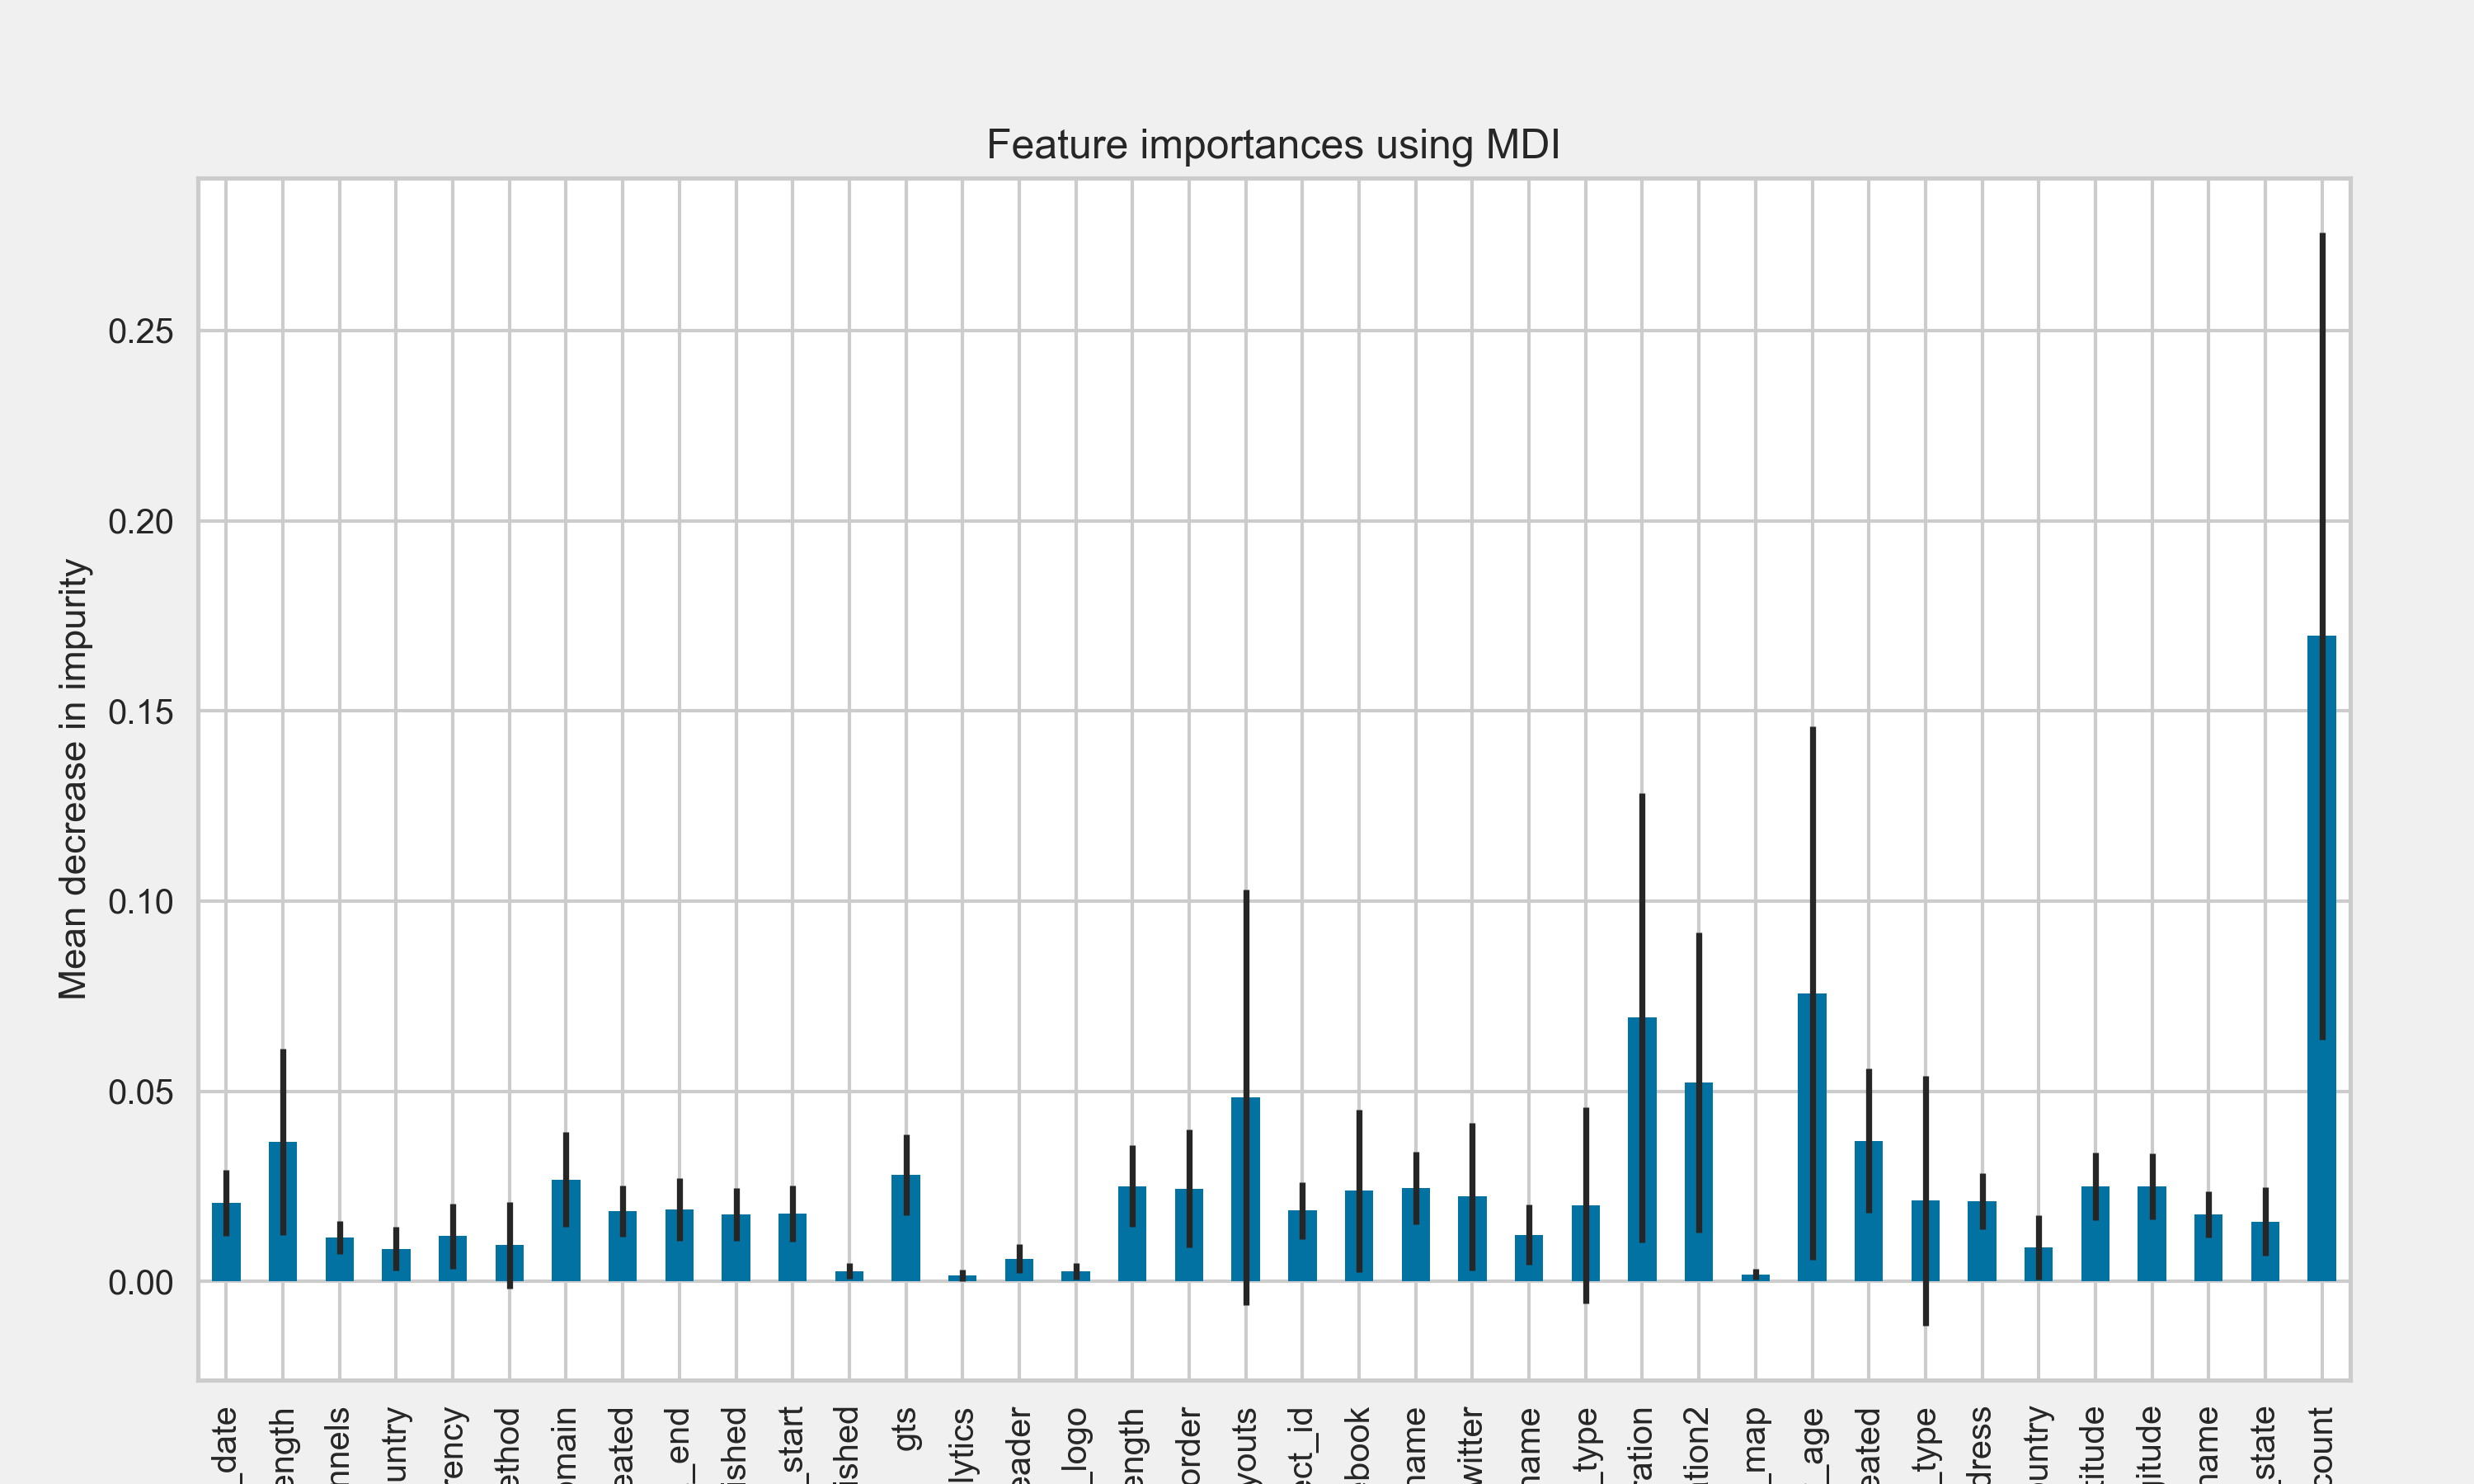 Feature importances using MDI
Mean decrease in impurity
0.25
0.20
0.15
0.10
0.05
0.00
_date
ength
nnels
untry
rency
ethod
omain
eated
_end
ished
_start
ished
gts
lytics
eader
_logo
ength
order
youts
ect_id
ebook
name
witter
name
_type
ration
tion2
_map
_age
eated
_type
dress
untry
titude
gitude
name
_state
count